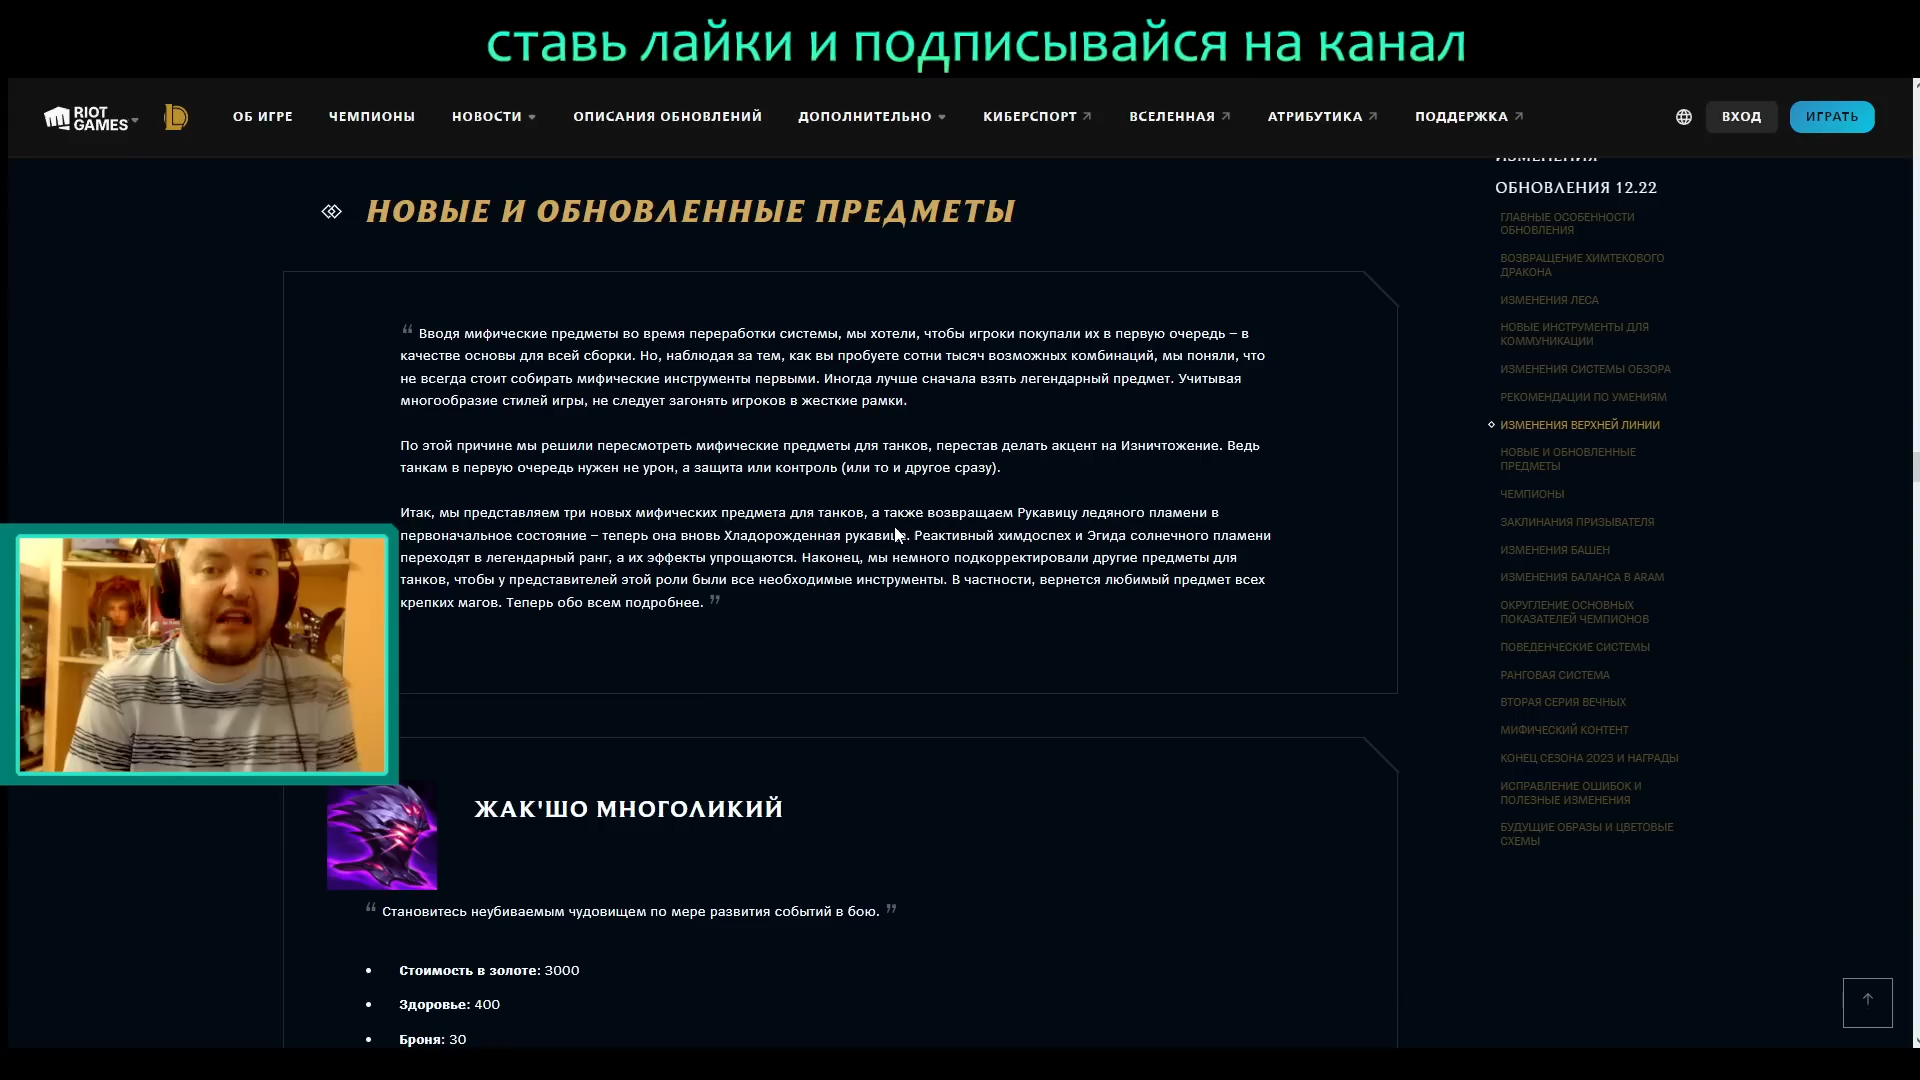 ставь лайки и подписывайся на канал
RIOT GAMES
ОБ ИГРЕ ЧЕМПИОНЫ НОВОСТИ ОПИСАНИЯ ОБНОВЛЕНИЙ ДОПОЛНИТЕЛЬНО КИБЕРСПОРТ ВСЕЛЕННАЯ АТРИБУТИКА ПОДДЕРЖКА ВХОД ИГРАТЬ
НОВЫЕ И ОБНОВЛЕННЫЕ ПРЕДМЕТЫ
“ Вводя мифические предметы во время переработки системы, мы хотели, чтобы игроки покупали их в первую очередь – в
качестве основы для всей сборки. Но, наблюдая за тем, как вы пробуете сотни тысяч возможных комбинаций, мы поняли, что
не всегда стоит собирать мифические инструменты первыми. Иногда лучше сначала взять легендарный предмет. Учитывая
многообразие стилей игры, не следует загонять игроков в жесткие рамки.
По этой причине мы решили пересмотреть мифические предметы для танков, перестав делать акцент на Изничтожение. Ведь
танкам в первую очередь нужен не урон, а защита или контроль (или то и другое сразу).
Итак, мы представляем три новых мифических предмета для танков, а также возвращаем Рукавицу ледяного пламени в
первоначальное состояние – теперь она вновь Хладорожденная рукавица. Реактивный химдоспех и Эгида солнечного пламени
переходят в легендарный ранг, а их эффекты упрощаются. Наконец, мы немного подкорректировали другие предметы для
танков, чтобы у представителей этой роли были все необходимые инструменты. В частности, вернется любимый предмет всех
крепких магов. Теперь обо всем подробнее. ”
ЖАК'ШО МНОГОЛИКИЙ
“ Становитесь неубиваемым чудовищем по мере развития событий в бою. ”
• Стоимость в золоте: 3000
• Здоровье: 400
• Броня: 30
ИЗМЕНЕНИЯ
ОБНОВЛЕНИЯ 12.22
ГЛАВНЫЕ ОСОБЕННОСТИ
ОБНОВЛЕНИЯ
ВОЗВРАЩЕНИЕ ХИМТЕКОВОГО
ДРАКОНА
ИЗМЕНЕНИЯ ЛЕСА
НОВЫЕ ИНСТРУМЕНТЫ ДЛЯ
КОММУНИКАЦИИ
ИЗМЕНЕНИЯ СИСТЕМЫ ОБЗОРА
РЕКОМЕНДАЦИИ ПО УМЕНИЯМ
ИЗМЕНЕНИЯ ВЕРХНЕЙ ЛИНИИ
НОВЫЕ И ОБНОВЛЕННЫЕ
ПРЕДМЕТЫ
ЧЕМПИОНЫ
ЗАКЛИНАНИЯ ПРИЗЫВАТЕЛЯ
ИЗМЕНЕНИЯ БАШЕН
ИЗМЕНЕНИЯ БАЛАНСА В ARAM
ОКРУГЛЕНИЕ ОСНОВНЫХ
ПОКАЗАТЕЛЕЙ ЧЕМПИОНОВ
ПОВЕДЕНЧЕСКИЕ СИСТЕМЫ
РАНГОВАЯ СИСТЕМА
ВТОРАЯ СЕРИЯ ВЕЧНЫХ
МИФИЧЕСКИЙ КОНТЕНТ
КОНЕЦ СЕЗОНА 2023 И НАГРАДЫ
ИСПРАВЛЕНИЕ ОШИБОК И
ПОЛЕЗНЫЕ ИЗМЕНЕНИЯ
БУДУЩИЕ ОБРАЗЫ И ЦВЕТОВЫЕ
СХЕМЫ